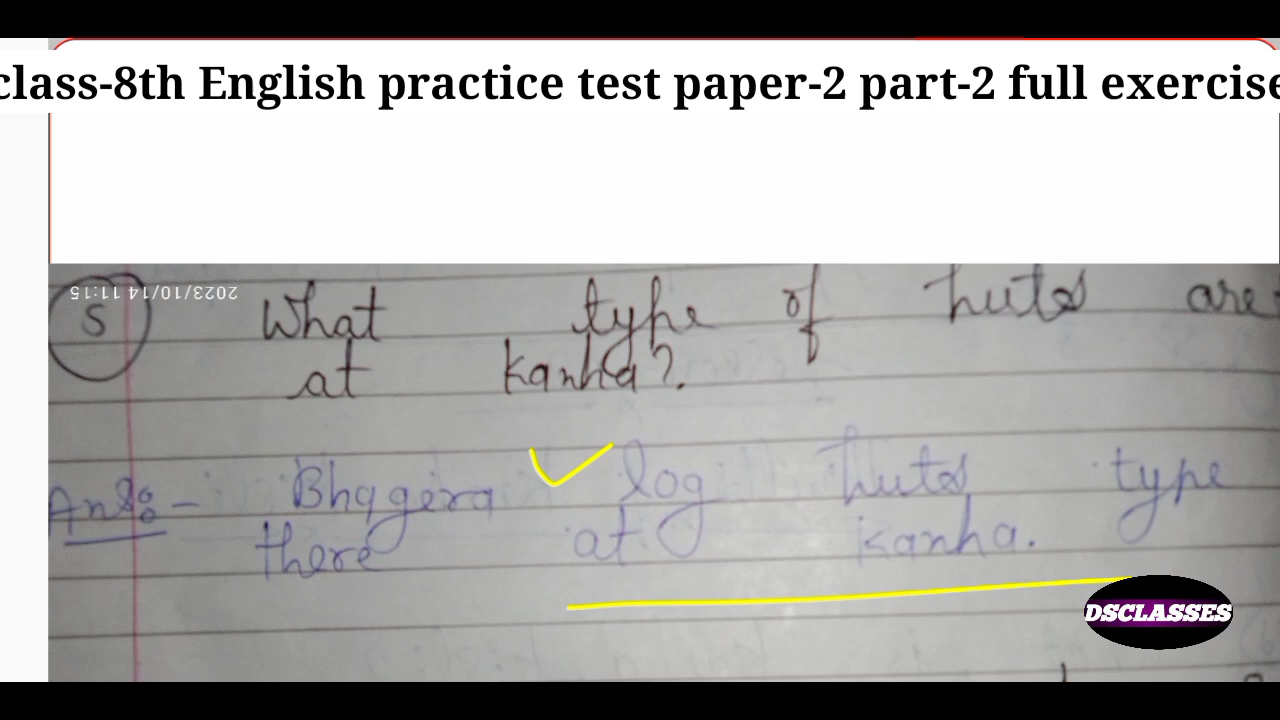 class-8th English practice test paper-2 part-2 full exercise
2023/10/14 11:15
5 What type of huts are
at kanha?.
Ans:- Bhagera log huts type
there at kanha.
DSCLASSES